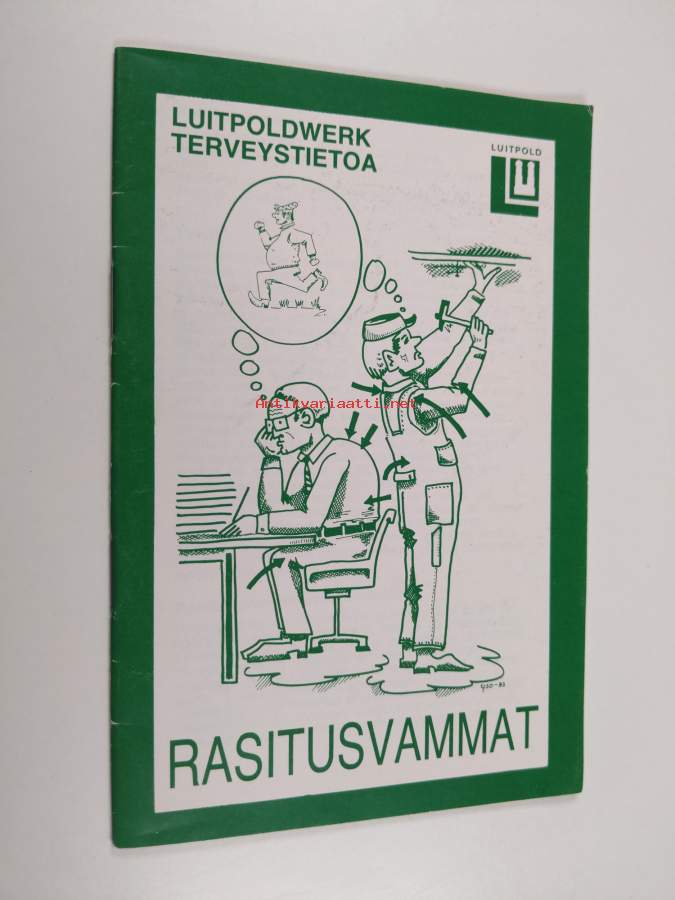 LUITPOLDWERK
TERVEYSTIETOA
LUITPOLD
Antikvariaatti.net
RASITUSVAMMAT